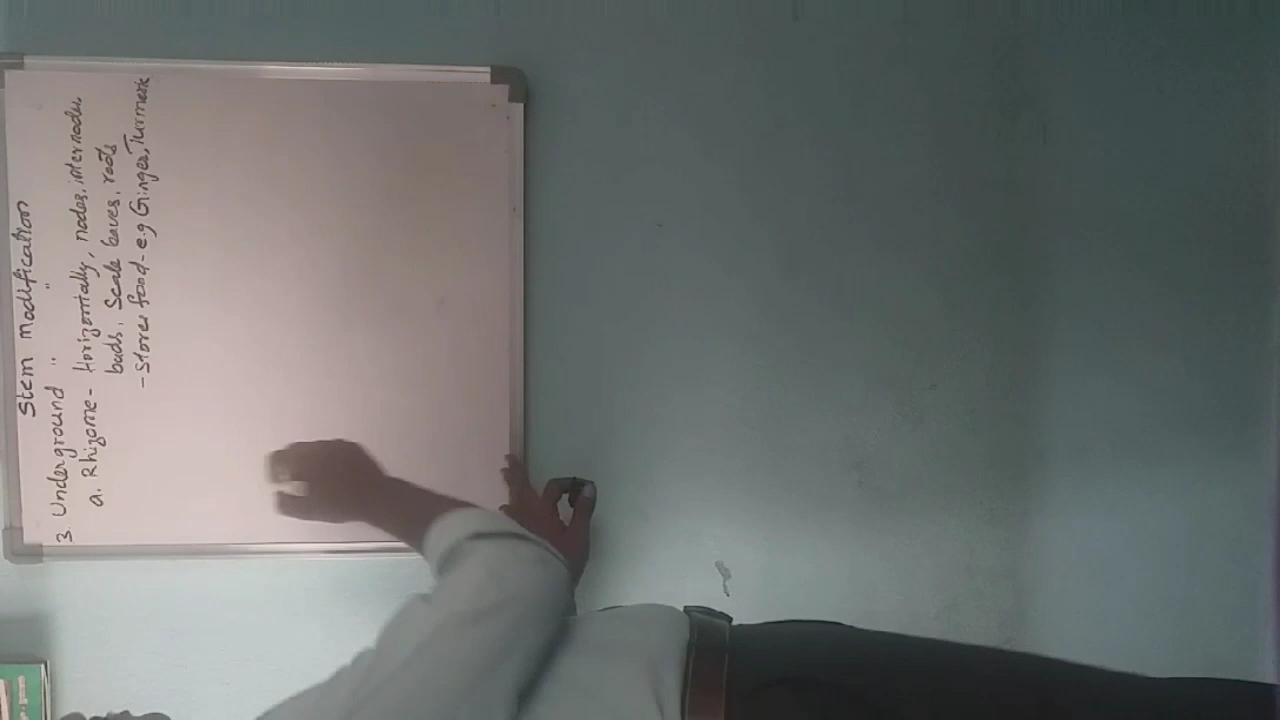 Stem Modification
3. Underground " "
a. Rhizome - Horizontally, nodes, internodes
buds, Scale leaves, roots
- Stores food - e.g Ginger, Turmeric